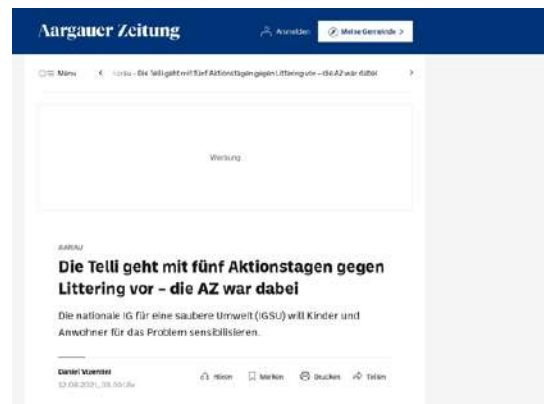 Aargauer Zeitung
Anmelden
Meine Gemeinde >
Menu
Die Telli geht mit fünf Aktionstagen gegen Littering vor – die AZ war dabei
Werbung
AARAU
Die Telli geht mit fünf Aktionstagen gegen
Littering vor – die AZ war dabei
Die nationale IG für eine saubere Umwelt (IGSU) will Kinder und
Anwohner für das Problem sensibilisieren.
Daniel Vizentini
Hören
Merken
Drucken
Teilen